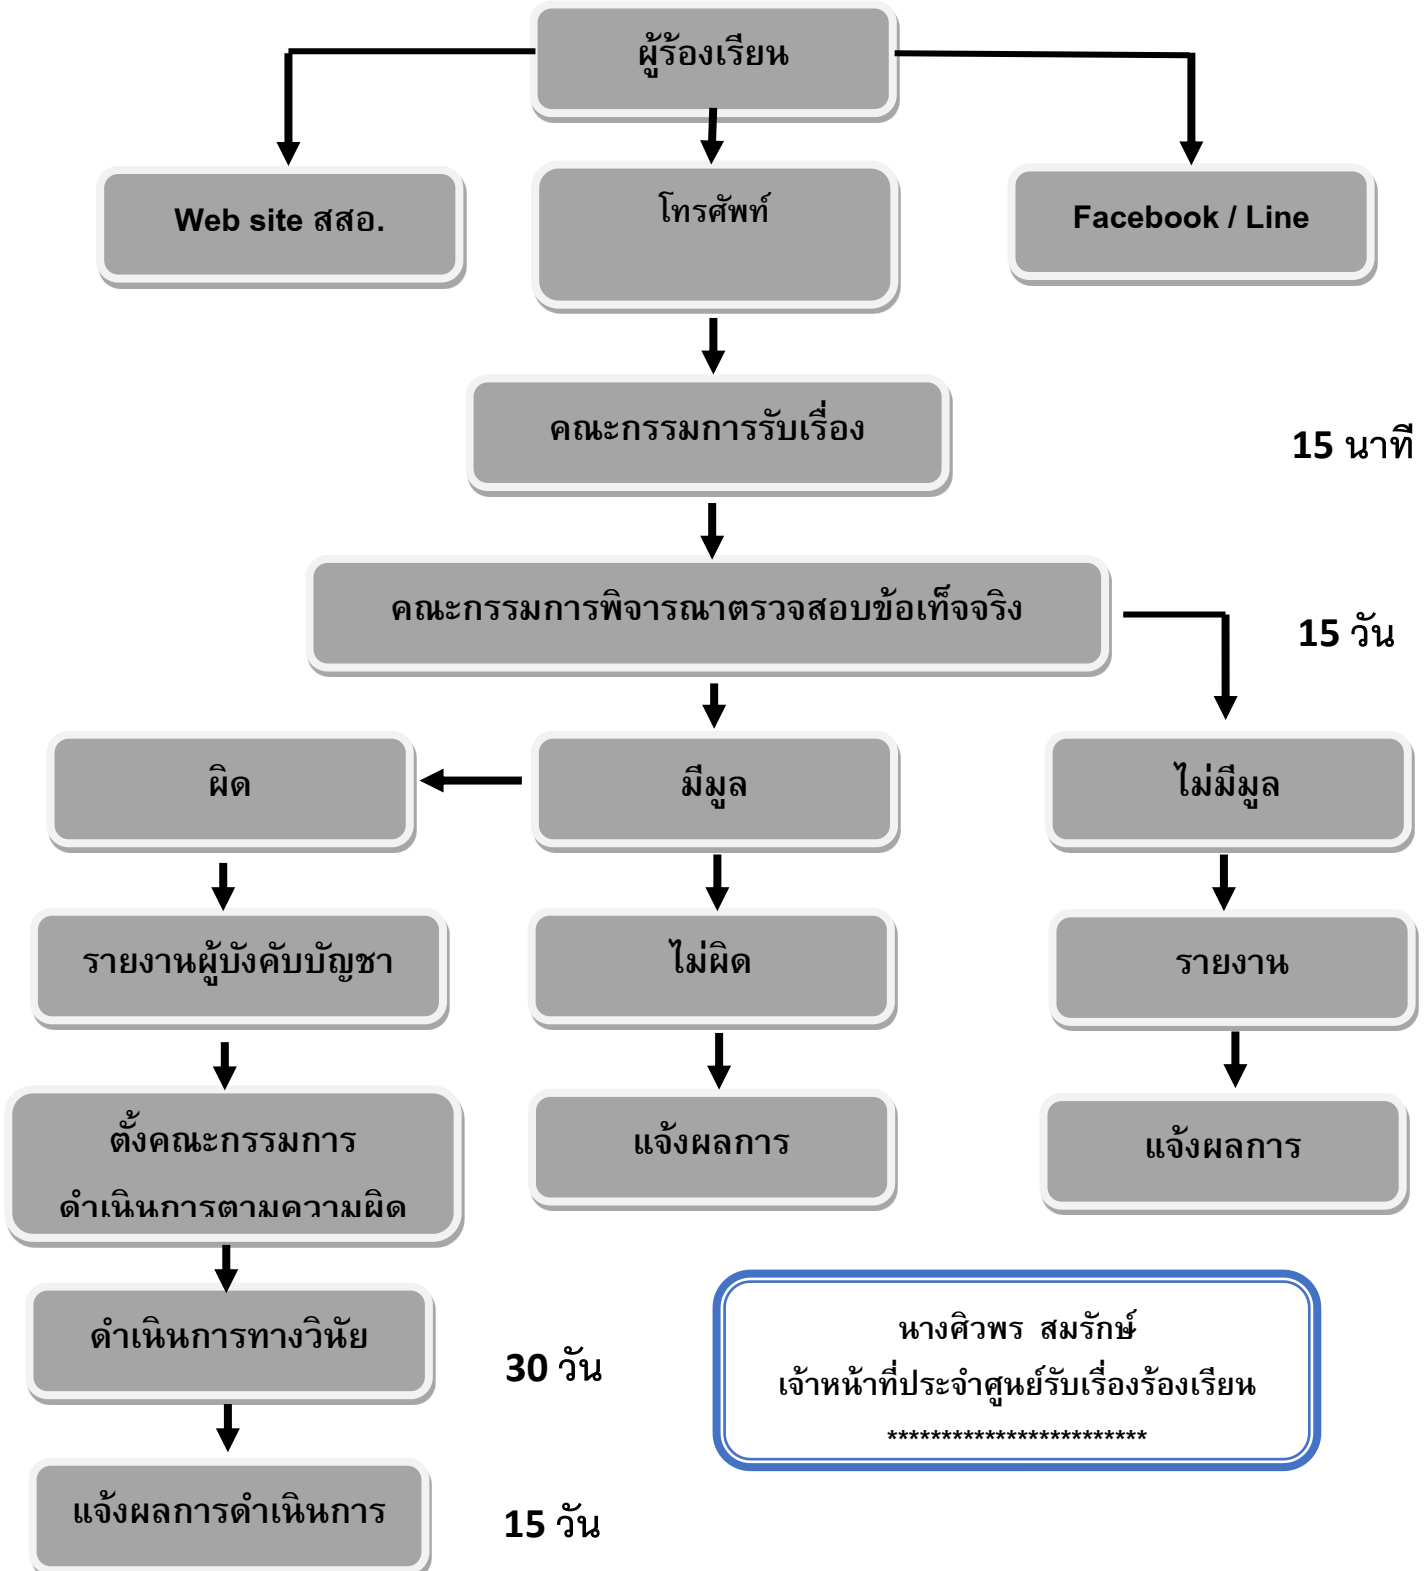 ผู้ร้องเรียน
Web site สสอ.
โทรศัพท์
Facebook / Line
คณะกรรมการรับเรื่อง
15 นาที
คณะกรรมการพิจารณาตรวจสอบข้อเท็จจริง
15 วัน
ผิด
มีมูล
ไม่มีมูล
รายงานผู้บังคับบัญชา
ไม่ผิด
รายงาน
ตั้งคณะกรรมการ
ดำเนินการตามความผิด
แจ้งผลการ
แจ้งผลการ
ดำเนินการทางวินัย
30 วัน
นางศิวพร สมรักษ์
เจ้าหน้าที่ประจำศูนย์รับเรื่องร้องเรียน
************************
แจ้งผลการดำเนินการ
15 วัน